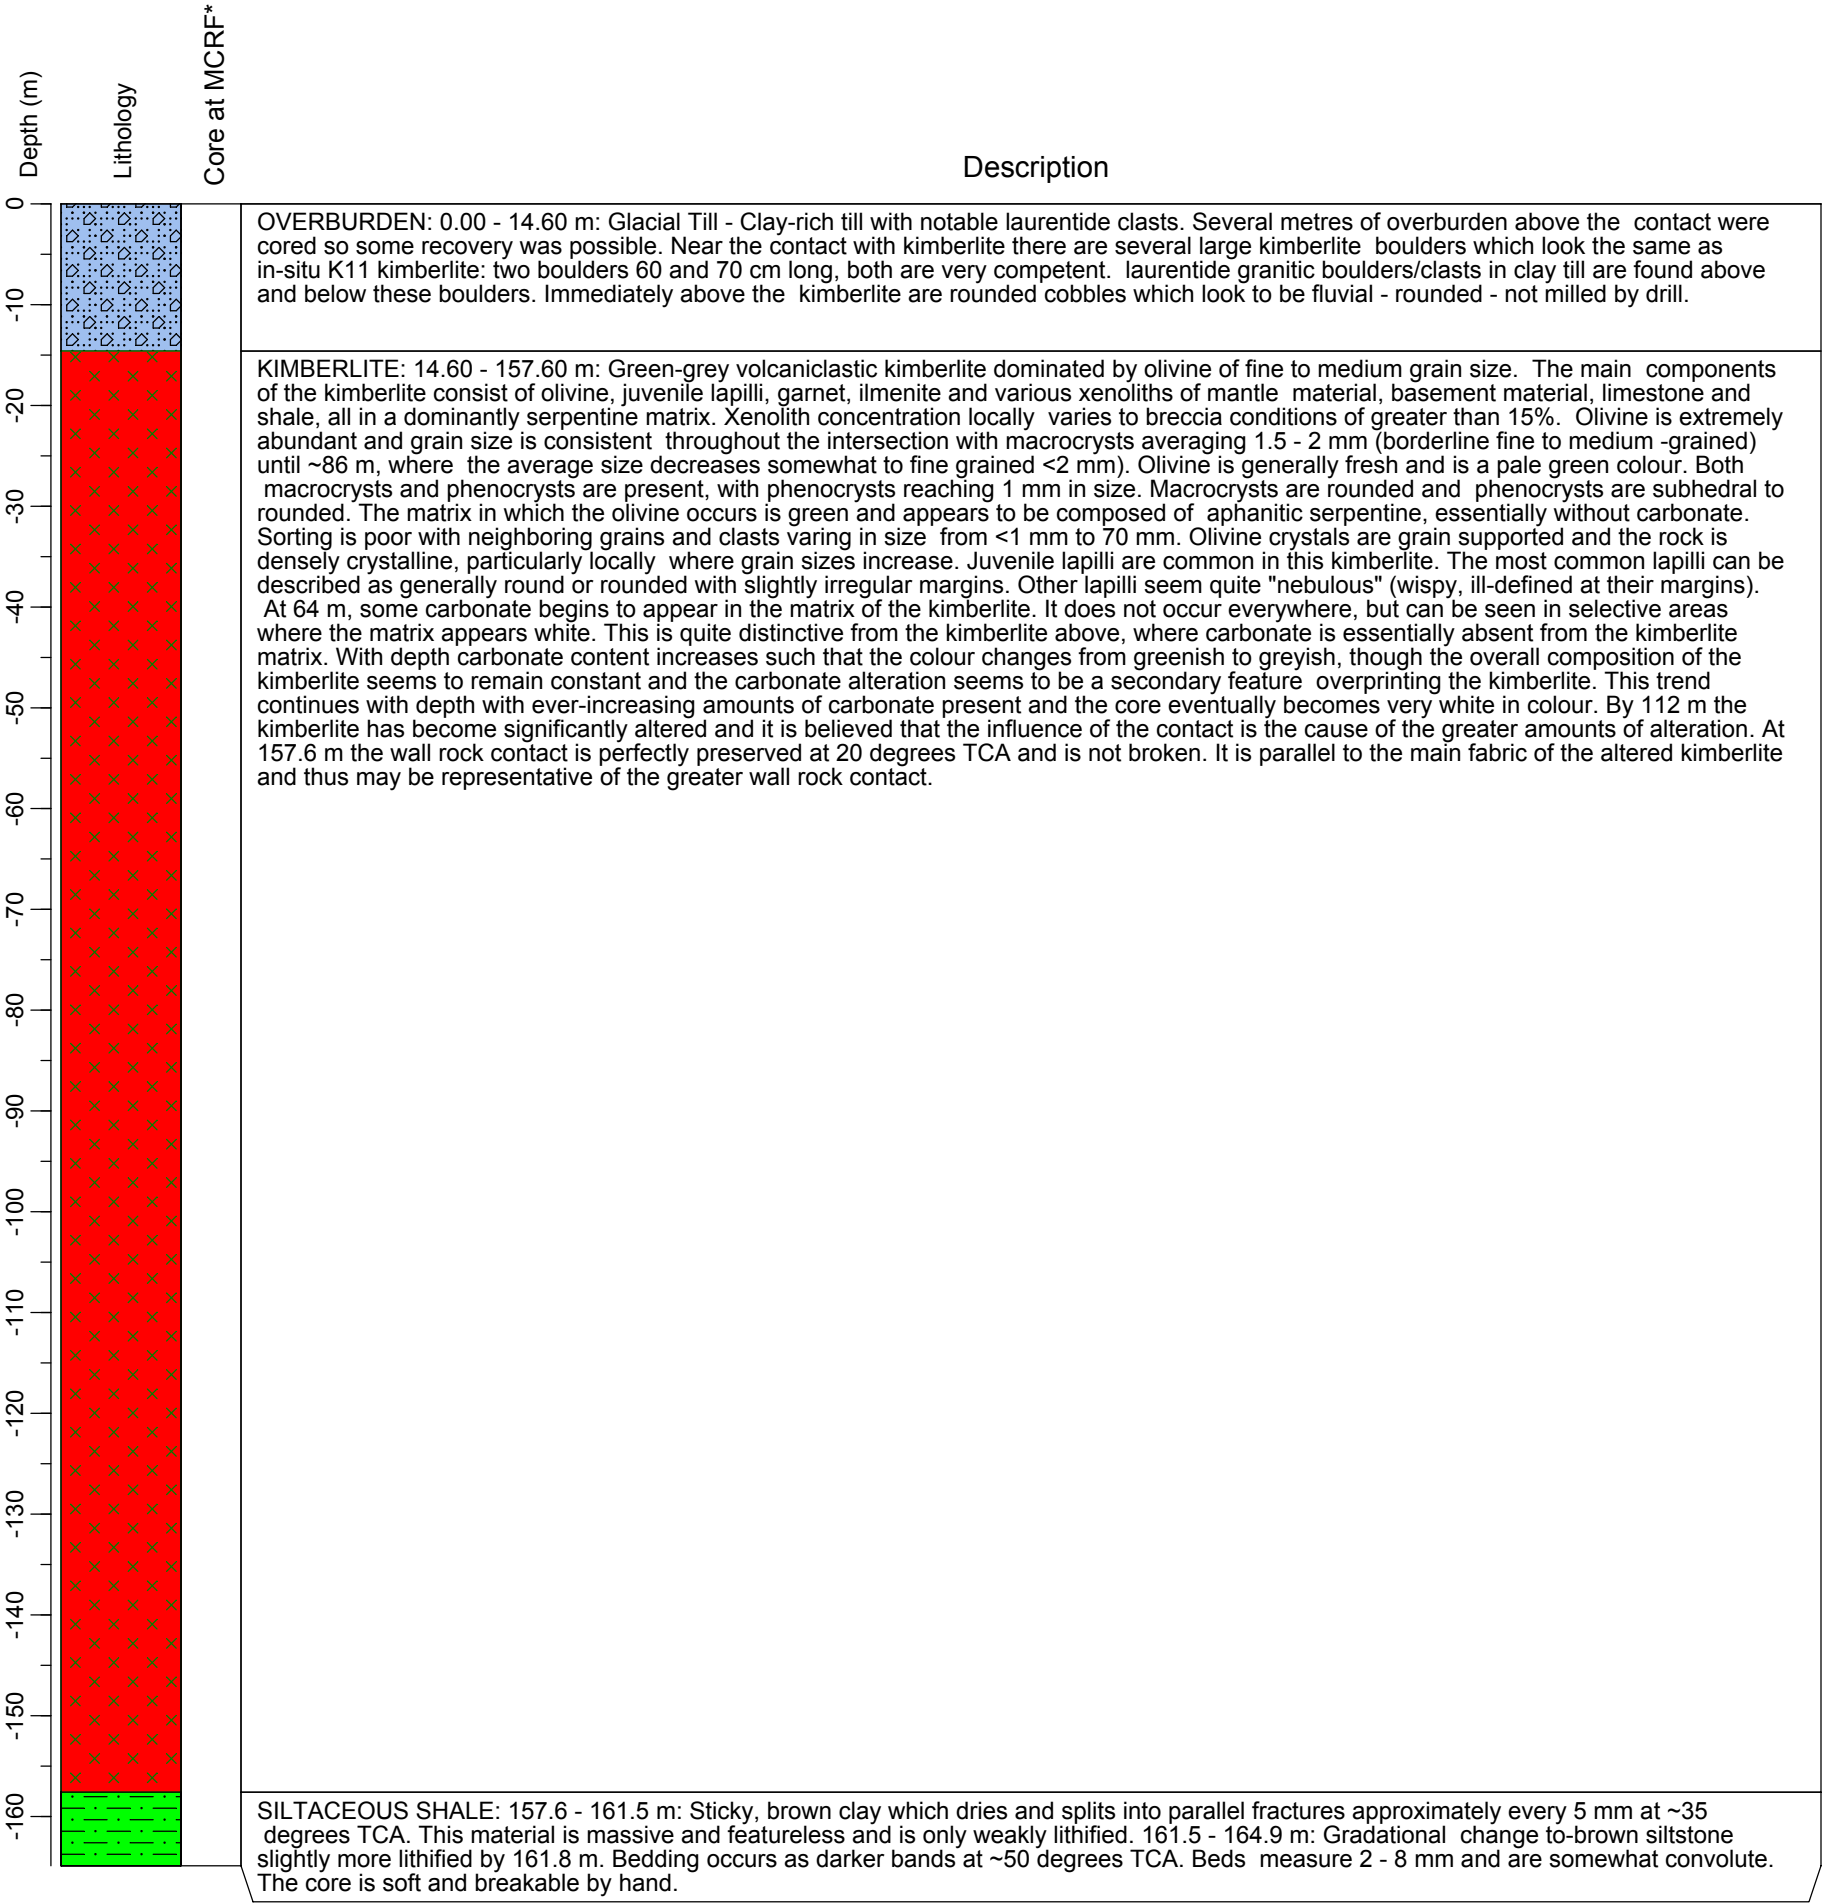 Depth (m)
Lithology
Core at MCRF*
Description
0
-10
-20
-30
-40
-50
-60
-70
-80
-90
-100
-110
-120
-130
-140
-150
-160
OVERBURDEN: 0.00 - 14.60 m: Glacial Till - Clay-rich till with notable laurentide clasts. Several metres of overburden above the contact were
cored so some recovery was possible. Near the contact with kimberlite there are several large kimberlite boulders which look the same as
in-situ K11 kimberlite: two boulders 60 and 70 cm long, both are very competent. laurentide granitic boulders/clasts in clay till are found above
and below these boulders. Immediately above the kimberlite are rounded cobbles which look to be fluvial - rounded - not milled by drill.
KIMBERLITE: 14.60 - 157.60 m: Green-grey volcaniclastic kimberlite dominated by olivine of fine to medium grain size. The main components
of the kimberlite consist of olivine, juvenile lapilli, garnet, ilmenite and various xenoliths of mantle material, basement material, limestone and
shale, all in a dominantly serpentine matrix. Xenolith concentration locally varies to breccia conditions of greater than 15%. Olivine is extremely
abundant and grain size is consistent throughout the intersection with macrocrysts averaging 1.5 - 2 mm (borderline fine to medium -grained)
until ~86 m, where the average size decreases somewhat to fine grained <2 mm). Olivine is generally fresh and is a pale green colour. Both
macrocrysts and phenocrysts are present, with phenocrysts reaching 1 mm in size. Macrocrysts are rounded and phenocrysts are subhedral to
rounded. The matrix in which the olivine occurs is green and appears to be composed of aphanitic serpentine, essentially without carbonate.
Sorting is poor with neighboring grains and clasts varing in size from <1 mm to 70 mm. Olivine crystals are grain supported and the rock is
densely crystalline, particularly locally where grain sizes increase. Juvenile lapilli are common in this kimberlite. The most common lapilli can be
described as generally round or rounded with slightly irregular margins. Other lapilli seem quite "nebulous" (wispy, ill-defined at their margins).
At 64 m, some carbonate begins to appear in the matrix of the kimberlite. It does not occur everywhere, but can be seen in selective areas
where the matrix appears white. This is quite distinctive from the kimberlite above, where carbonate is essentially absent from the kimberlite
matrix. With depth carbonate content increases such that the colour changes from greenish to greyish, though the overall composition of the
kimberlite seems to remain constant and the carbonate alteration seems to be a secondary feature overprinting the kimberlite. This trend
continues with depth with ever-increasing amounts of carbonate present and the core eventually becomes very white in colour. By 112 m the
kimberlite has become significantly altered and it is believed that the influence of the contact is the cause of the greater amounts of alteration. At
157.6 m the wall rock contact is perfectly preserved at 20 degrees TCA and is not broken. It is parallel to the main fabric of the altered kimberlite
and thus may be representative of the greater wall rock contact.
SILTACEOUS SHALE: 157.6 - 161.5 m: Sticky, brown clay which dries and splits into parallel fractures approximately every 5 mm at ~35
degrees TCA. This material is massive and featureless and is only weakly lithified. 161.5 - 164.9 m: Gradational change to-brown siltstone
slightly more lithified by 161.8 m. Bedding occurs as darker bands at ~50 degrees TCA. Beds measure 2 - 8 mm and are somewhat convolute.
The core is soft and breakable by hand.